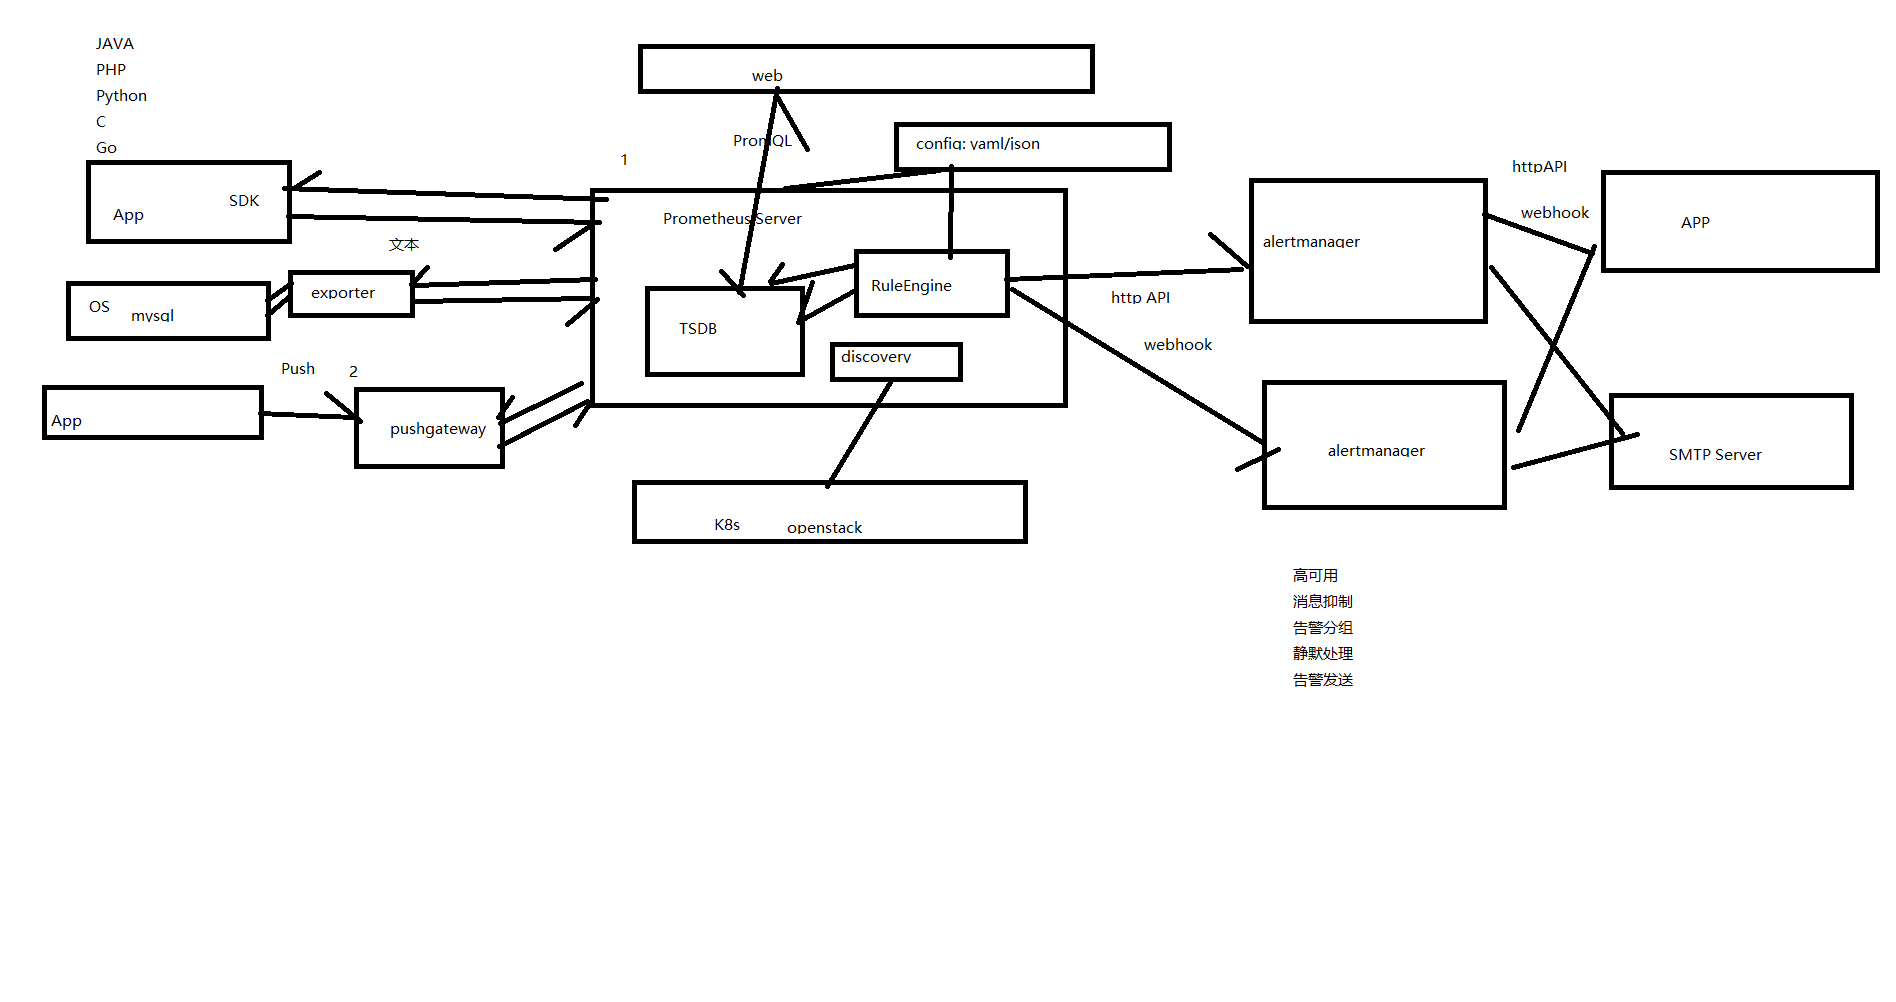 JAVA
PHP
Python
C
Go
App
SDK
文本
OS
mysql
exporter
Push
2
App
pushgateway
web
PromQL
1
config: yaml/json
Prometheus Server
RuleEngine
TSDB
discovery
K8s
openstack
http API
webhook
alertmanager
alertmanager
httpAPI
webhook
APP
SMTP Server
高可用
消息抑制
告警分组
静默处理
告警发送